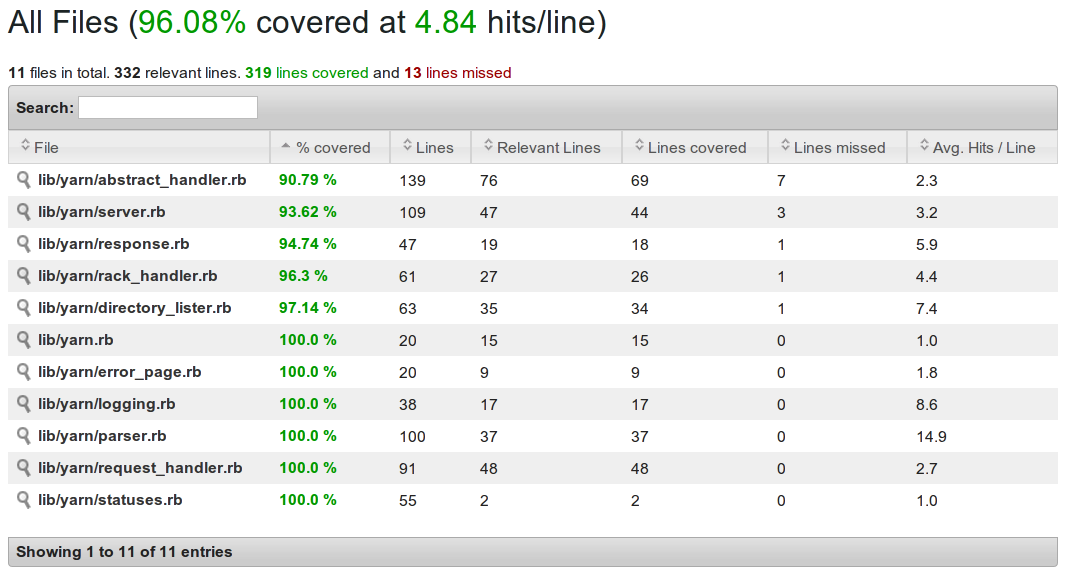 All Files (96.08% covered at 4.84 hits/line)
11 files in total. 332 relevant lines. 319 lines covered and 13 lines missed
Search:
File % covered Lines Relevant Lines Lines covered Lines missed Avg. Hits / Line
lib/yarn/abstract_handler.rb 90.79 % 139 76 69 7 2.3
lib/yarn/server.rb 93.62 % 109 47 44 3 3.2
lib/yarn/response.rb 94.74 % 47 19 18 1 5.9
lib/yarn/rack_handler.rb 96.3 % 61 27 26 1 4.4
lib/yarn/directory_lister.rb 97.14 % 63 35 34 1 7.4
lib/yarn.rb 100.0 % 20 15 15 0 1.0
lib/yarn/error_page.rb 100.0 % 20 9 9 0 1.8
lib/yarn/logging.rb 100.0 % 38 17 17 0 8.6
lib/yarn/parser.rb 100.0 % 100 37 37 0 14.9
lib/yarn/request_handler.rb 100.0 % 91 48 48 0 2.7
lib/yarn/statuses.rb 100.0 % 55 2 2 0 1.0
Showing 1 to 11 of 11 entries